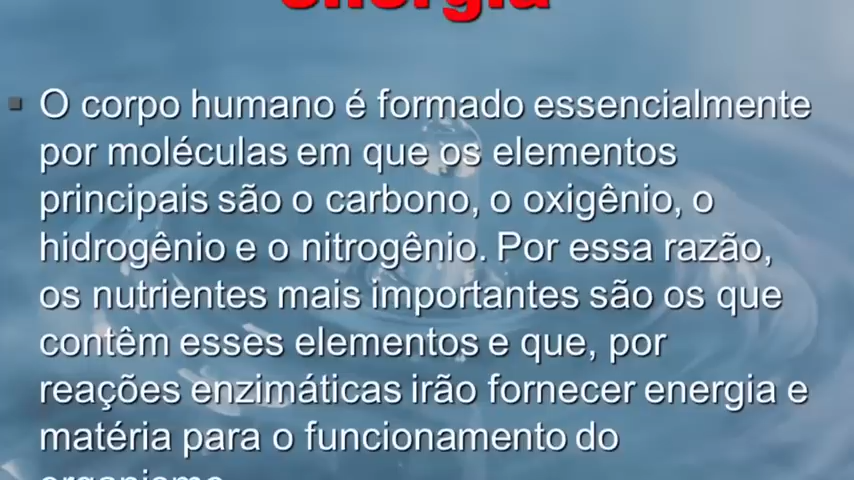 energia
O corpo humano é formado essencialmente
por moléculas em que os elementos
principais são o carbono, o oxigênio, o
hidrogênio e o nitrogênio. Por essa razão,
os nutrientes mais importantes são os que
contêm esses elementos e que, por
reações enzimáticas irão fornecer energia e
matéria para o funcionamento do
organismo